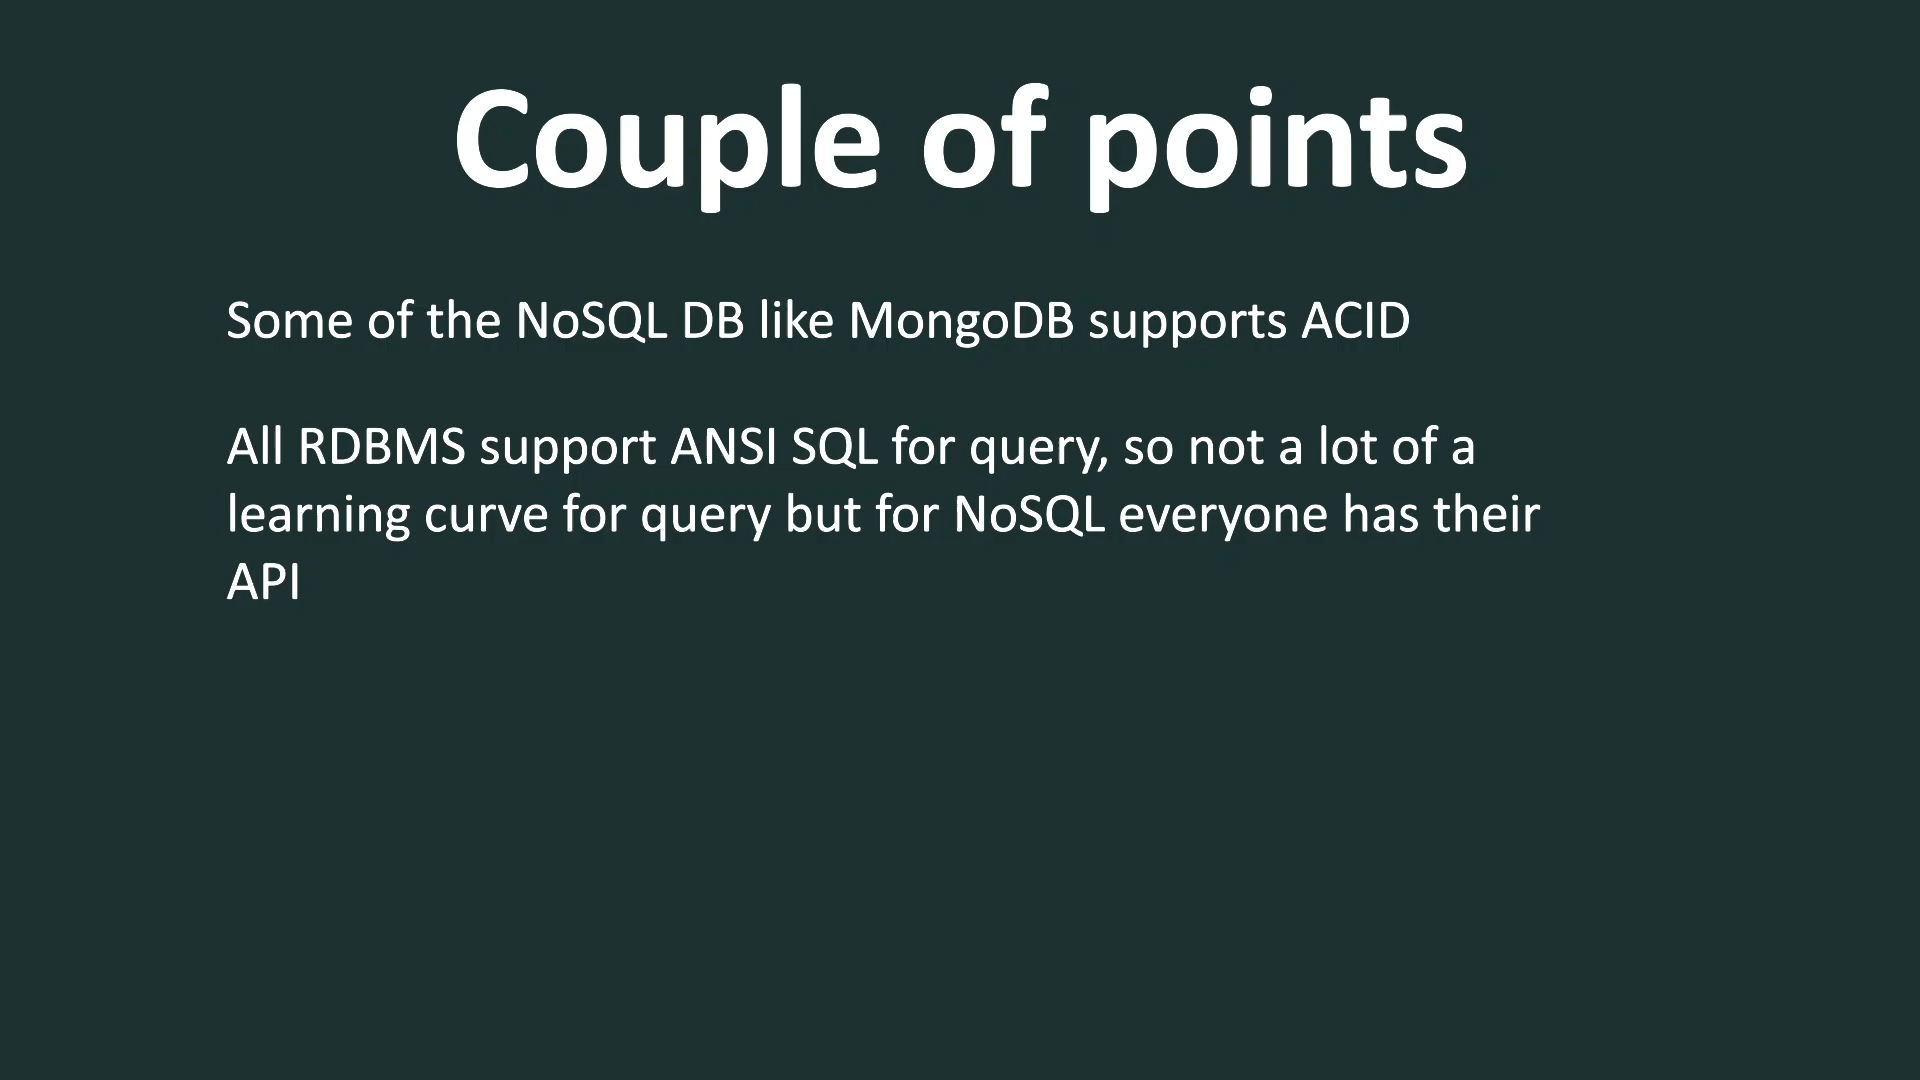 Couple of points
Some of the NoSQL DB like MongoDB supports ACID
All RDBMS support ANSI SQL for query, so not a lot of a
learning curve for query but for NoSQL everyone has their
API